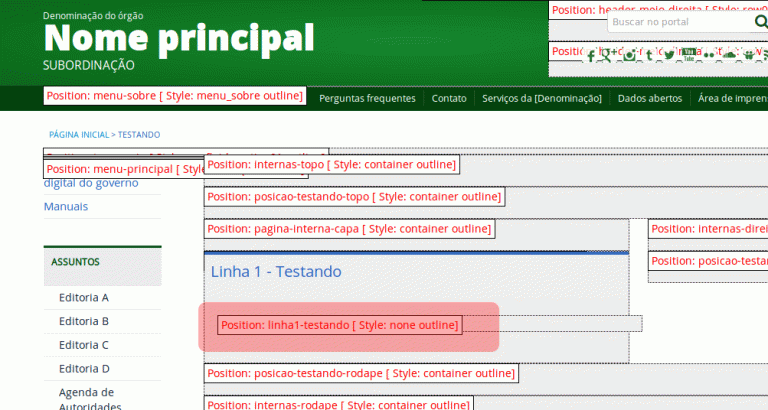 Denominação do órgão
Nome principal
SUBORDINAÇÃO
Position: header-meio-direita [ Style: row0
Buscar no portal
Position:
You Tube
Position: menu-sobre [ Style: menu_sobre outline]
Perguntas frequentes
Contato
Serviços da [Denominação]
Dados abertos
Área de impren
PÁGINA INICIAL > TESTANDO
Position: menu-principal [ Style:
Position: internas-topo [ Style: container outline]
digital do governo
Manuais
Position: posicao-testando-topo [ Style: container outline]
Position: pagina-interna-capa [ Style: container outline]
Position: internas-direi
Position: posicao-testan
ASSUNTOS
Linha 1 - Testando
Editoria A
Editoria B
Editoria C
Editoria D
Agenda de
Autoridades
Position: linha1-testando [ Style: none outline]
Position: posicao-testando-rodape [ Style: container outline]
Position: internas-rodape [ Style: container outline]